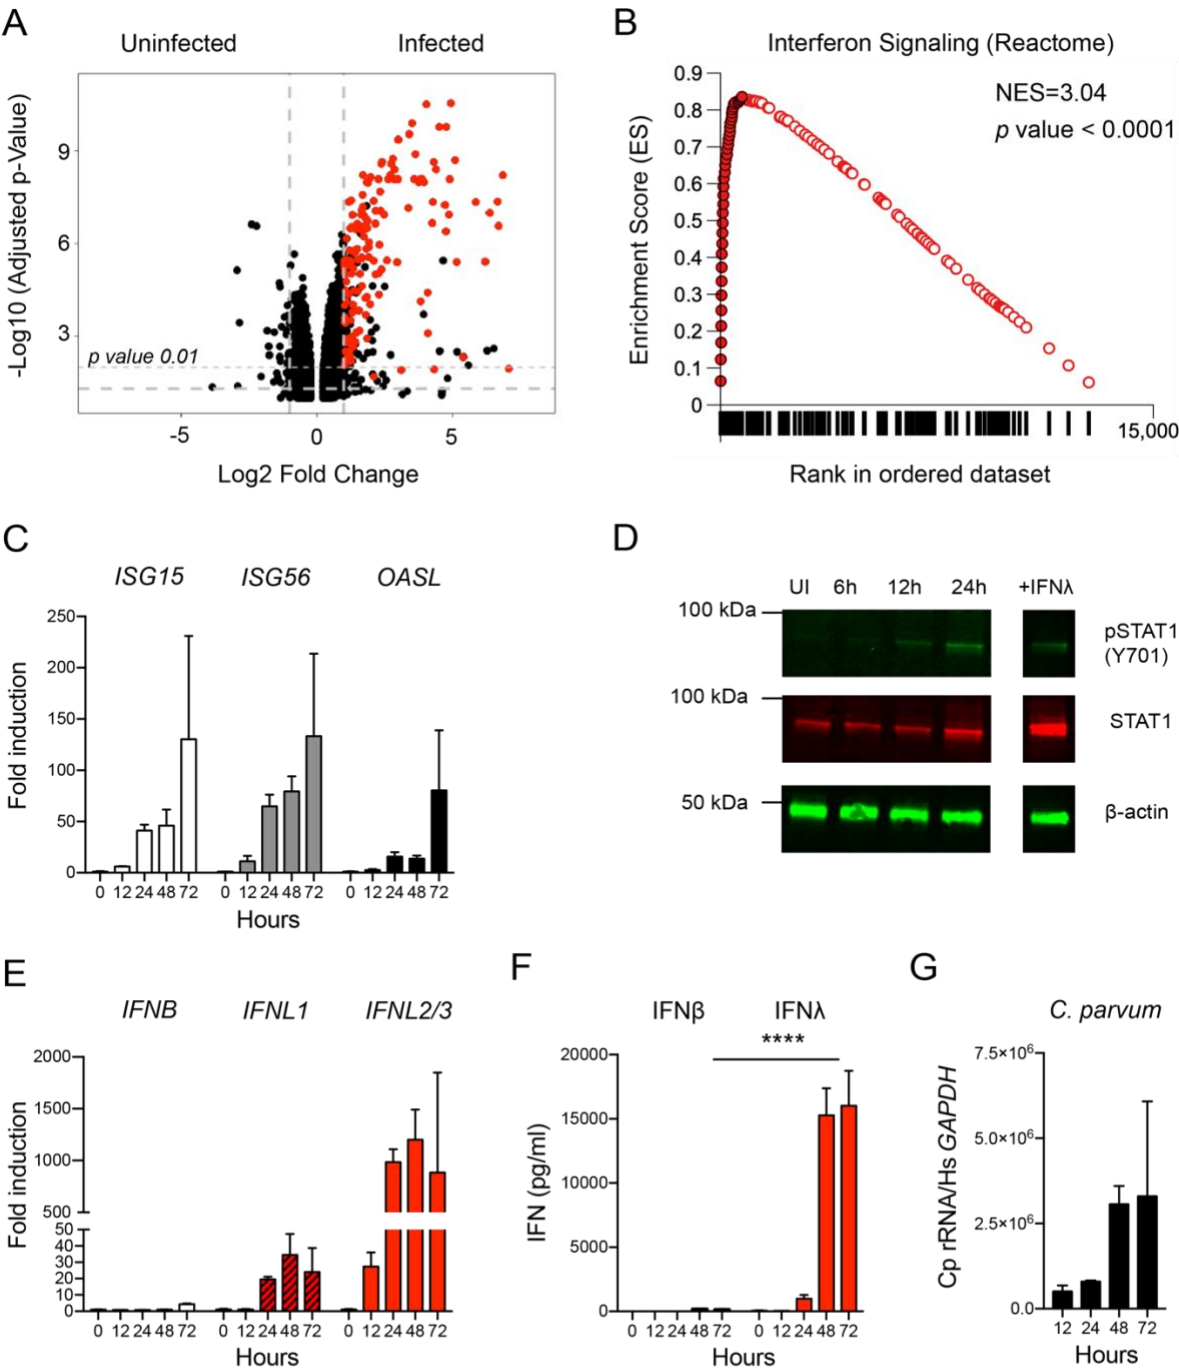 A
Uninfected
Infected
-Log10 (Adjusted p-Value)
9
6
3
p value 0.01
-5
0
5
Log2 Fold Change
B
Interferon Signaling (Reactome)
NES=3.04
p value < 0.0001
Enrichment Score (ES)
0.9
0.8
0.7
0.6
0.5
0.4
0.3
0.2
0.1
0
15,000
Rank in ordered dataset
C
ISG15
ISG56
OASL
Fold induction
250
200
150
100
50
0
0 12 24 48 72
0 12 24 48 72
0 12 24 48 72
Hours
D
UI 6h 12h 24h +IFNλ
100 kDa
pSTAT1
(Y701)
100 kDa
STAT1
50 kDa
β-actin
E
IFNB
IFNL1
IFNL2/3
Fold induction
2000
1500
1000
500
50
40
30
20
10
0
0 12 24 48 72
0 12 24 48 72
0 12 24 48 72
Hours
F
IFNβ
IFNλ
****
IFN (pg/ml)
20000
15000
10000
5000
0
0 12 24 48 72
0 12 24 48 72
Hours
G
C. parvum
Cp rRNA/Hs GAPDH
7.5×10⁶
5.0×10⁶
2.5×10⁶
0.0
12 24 48 72
Hours